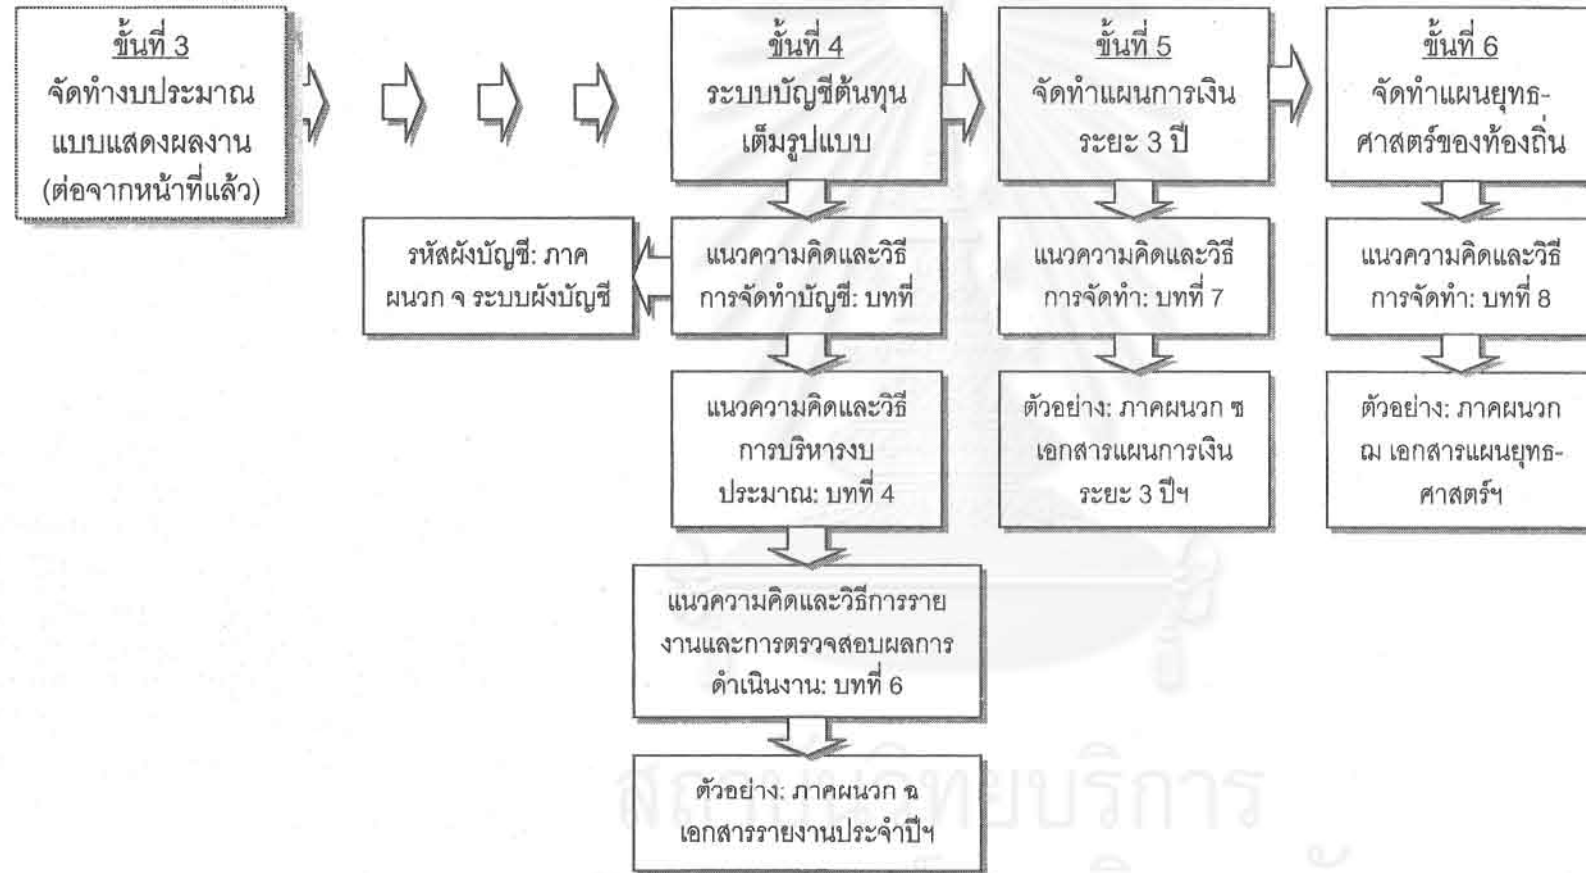 ขั้นที่ 3
จัดทำงบประมาณ
แบบแสดงผลงาน
(ต่อจากหน้าที่แล้ว)
ขั้นที่ 4
ระบบบัญชีต้นทุน
เต็มรูปแบบ
ขั้นที่ 5
จัดทำแผนการเงิน
ระยะ 3 ปี
ขั้นที่ 6
จัดทำแผนยุทธ-
ศาสตร์ของท้องถิ่น
รหัสผังบัญชี: ภาค
ผนวก จ ระบบผังบัญชี
แนวความคิดและวิธี
การจัดทำบัญชี: บทที่
แนวความคิดและวิธี
การจัดทำ: บทที่ 7
แนวความคิดและวิธี
การจัดทำ: บทที่ 8
แนวความคิดและวิธี
การบริหารงบ
ประมาณ: บทที่ 4
ตัวอย่าง: ภาคผนวก ซ
เอกสารแผนการเงิน
ระยะ 3 ปีฯ
ตัวอย่าง: ภาคผนวก
ฌ เอกสารแผนยุทธ-
ศาสตร์ฯ
แนวความคิดและวิธีการราย
งานและการตรวจสอบผลการ
ดำเนินงาน: บทที่ 6
ตัวอย่าง: ภาคผนวก ฉ
เอกสารรายงานประจำปีฯ
สถาบันวิทยบริการ